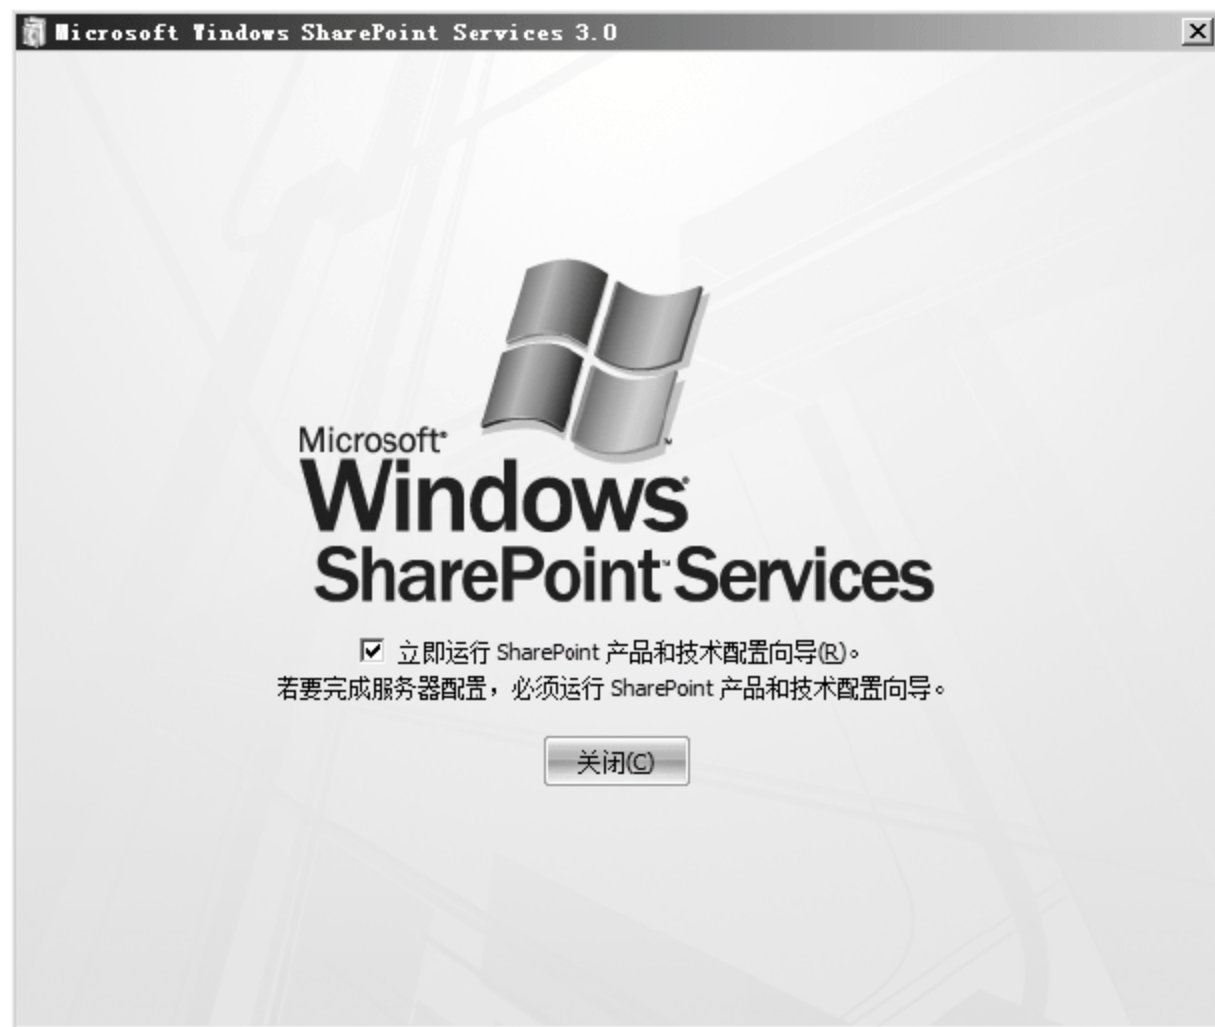 Microsoft Windows SharePoint Services 3.0
Microsoft®
Windows®
SharePoint™ Services
立即运行 SharePoint 产品和技术配置向导(R)。
若要完成服务器配置，必须运行 SharePoint 产品和技术配置向导。
关闭(C)